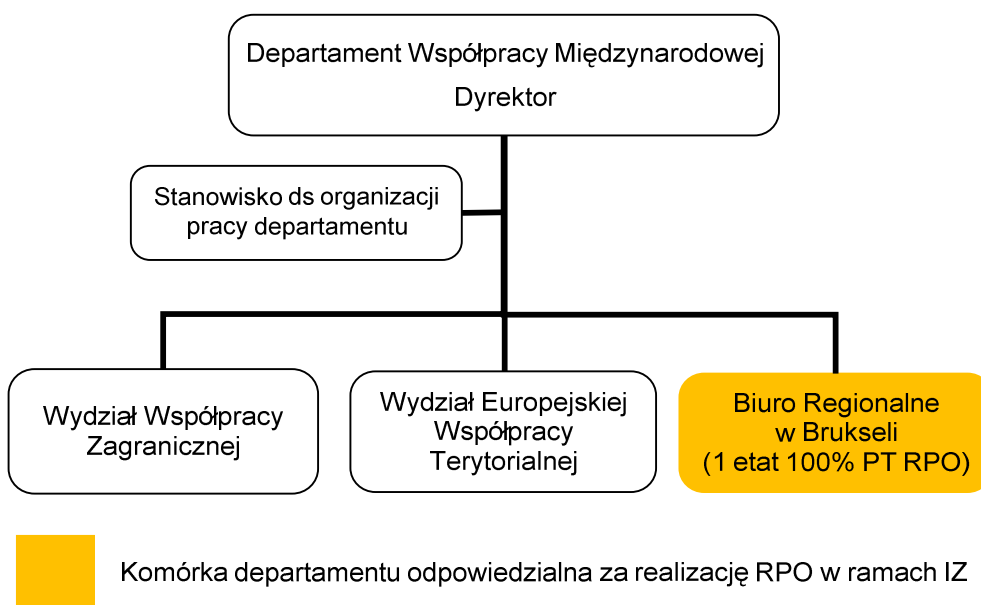 Departament Współpracy Międzynarodowej
Dyrektor
Stanowisko ds organizacji
pracy departamentu
Wydział Współpracy
Zagranicznej
Wydział Europejskiej
Współpracy
Terytorialnej
Biuro Regionalne
w Brukseli
(1 etat 100% PT RPO)
Komórka departamentu odpowiedzialna za realizację RPO w ramach IZ